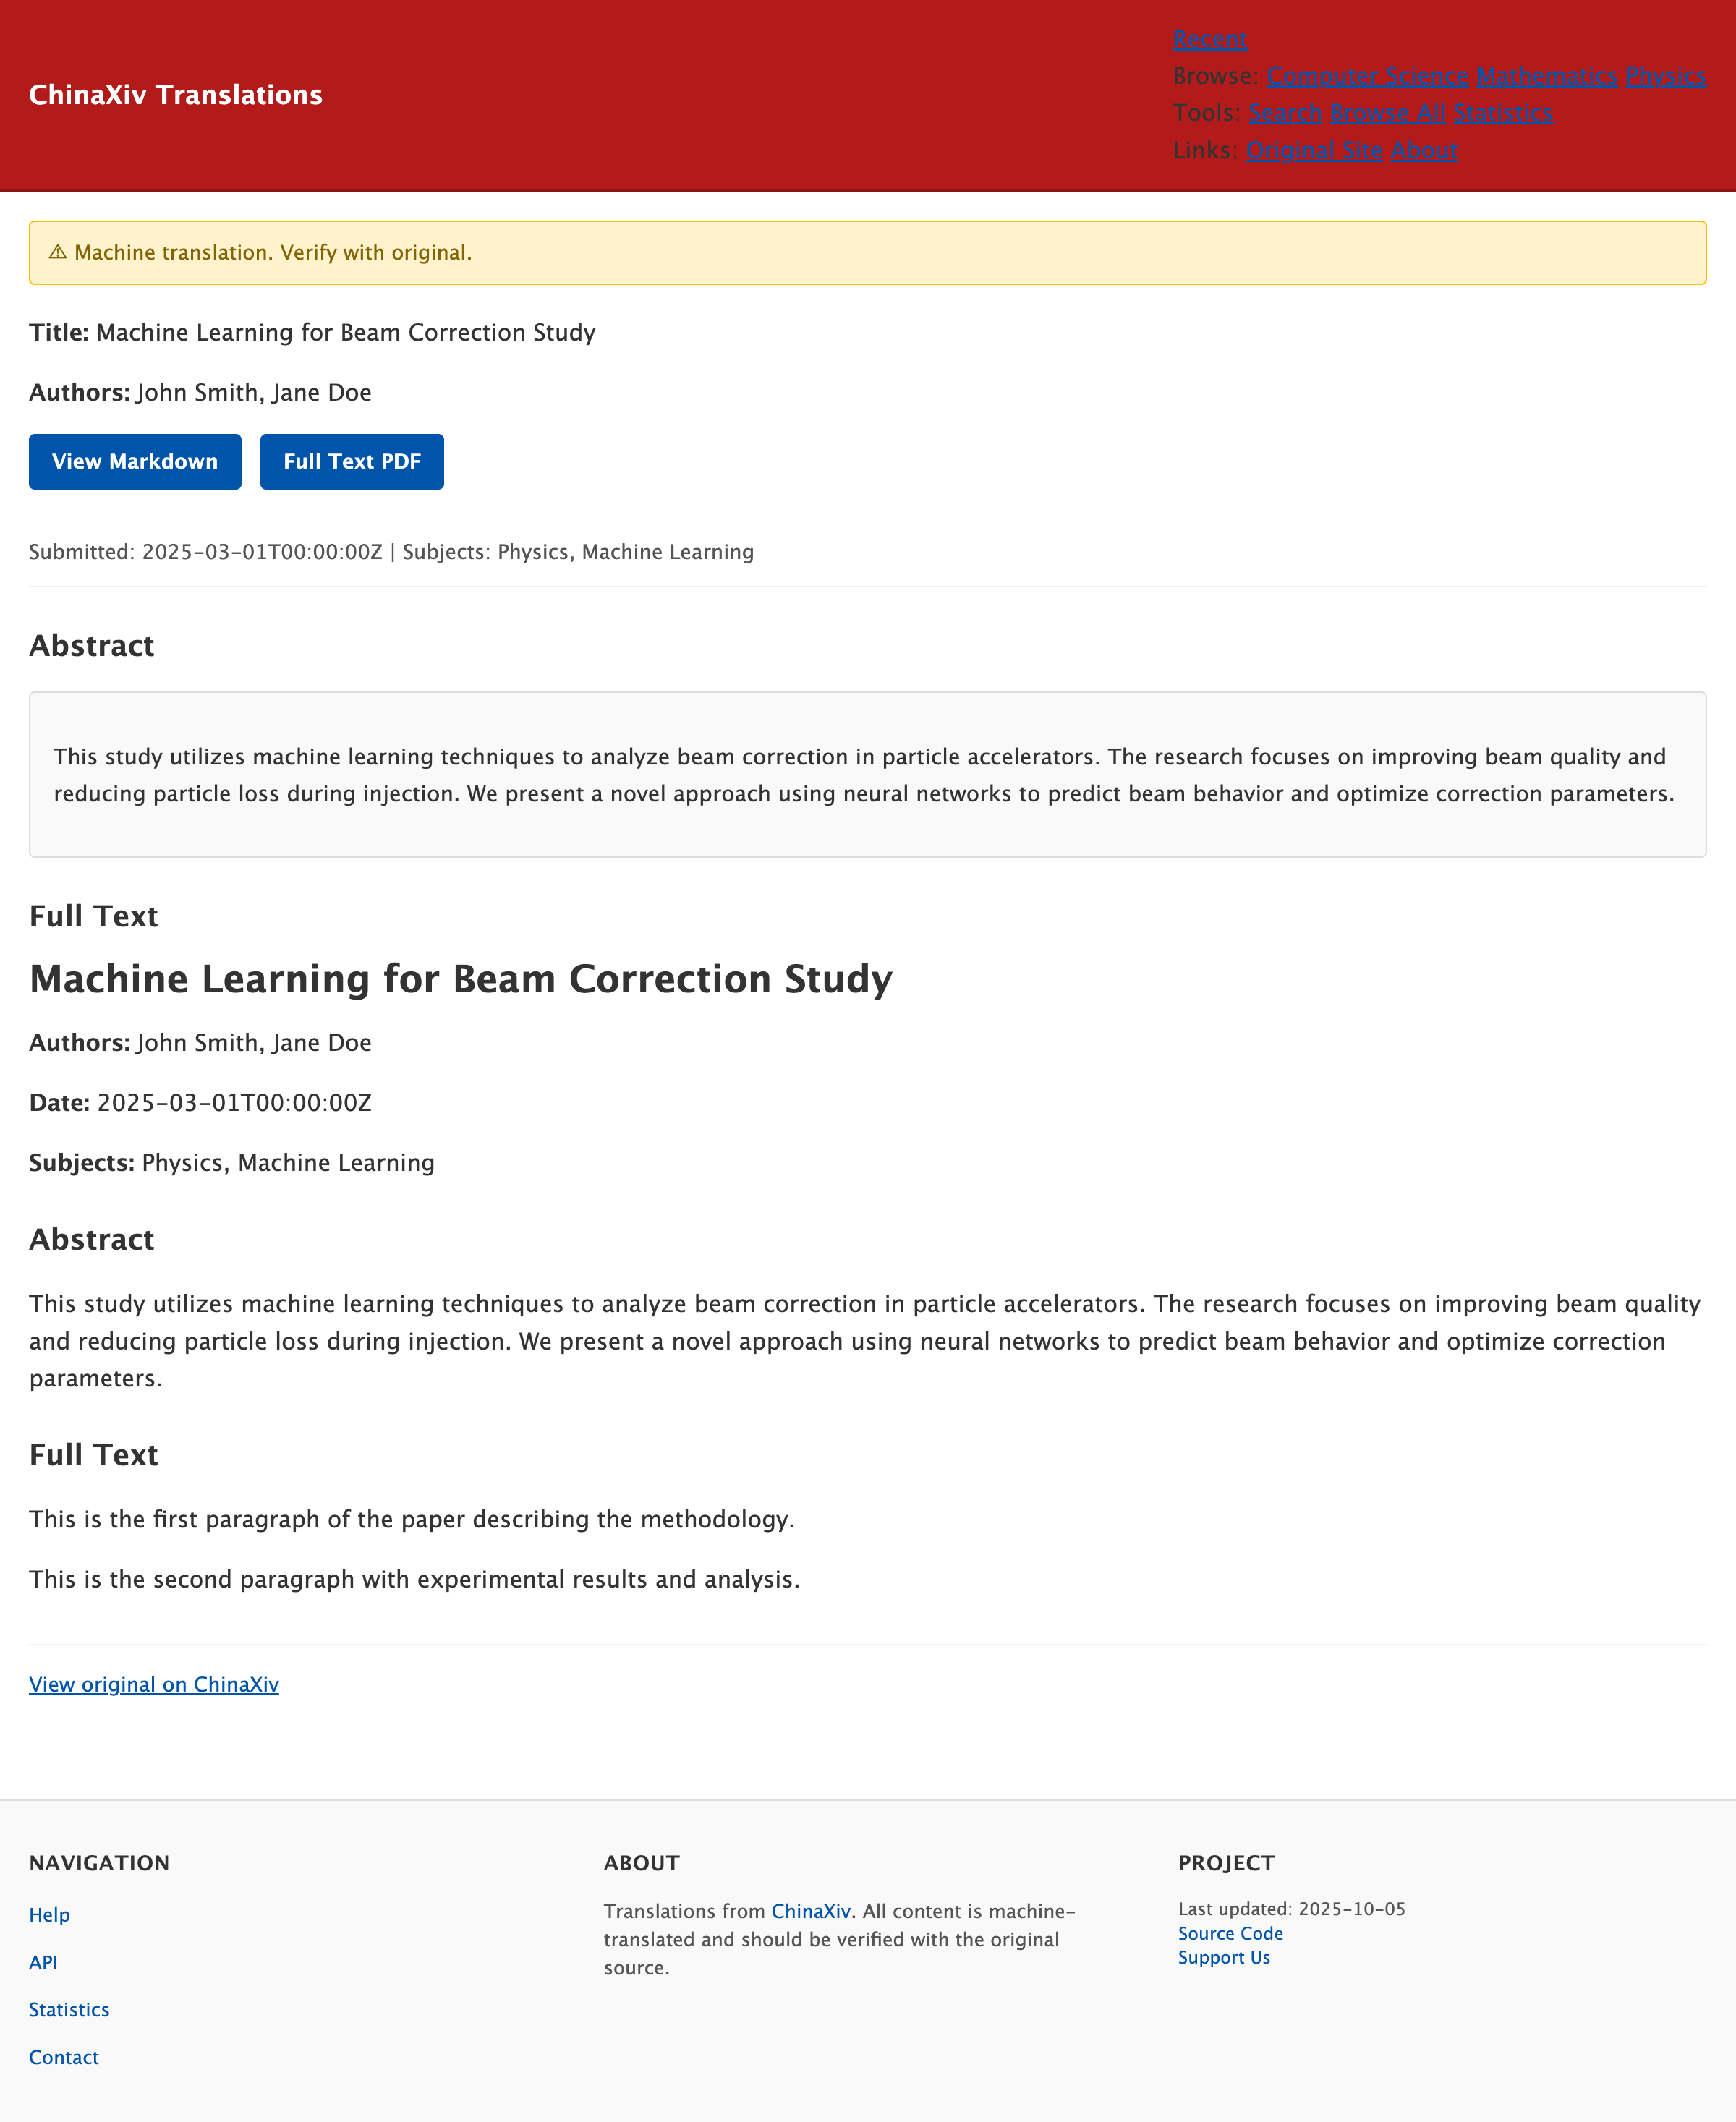 ChinaXiv Translations
Recent
Browse: Computer Science Mathematics Physics
Tools: Search Browse All Statistics
Links: Original Site About
⚠ Machine translation. Verify with original.
Title: Machine Learning for Beam Correction Study
Authors: John Smith, Jane Doe
View Markdown
Full Text PDF
Submitted: 2025-03-01T00:00:00Z | Subjects: Physics, Machine Learning
Abstract
This study utilizes machine learning techniques to analyze beam correction in particle accelerators. The research focuses on improving beam quality and
reducing particle loss during injection. We present a novel approach using neural networks to predict beam behavior and optimize correction parameters.
Full Text
Machine Learning for Beam Correction Study
Authors: John Smith, Jane Doe
Date: 2025-03-01T00:00:00Z
Subjects: Physics, Machine Learning
Abstract
This study utilizes machine learning techniques to analyze beam correction in particle accelerators. The research focuses on improving beam quality
and reducing particle loss during injection. We present a novel approach using neural networks to predict beam behavior and optimize correction
parameters.
Full Text
This is the first paragraph of the paper describing the methodology.
This is the second paragraph with experimental results and analysis.
View original on ChinaXiv
NAVIGATION
Help
API
Statistics
Contact
ABOUT
Translations from ChinaXiv. All content is machine-
translated and should be verified with the original
source.
PROJECT
Last updated: 2025-10-05
Source Code
Support Us